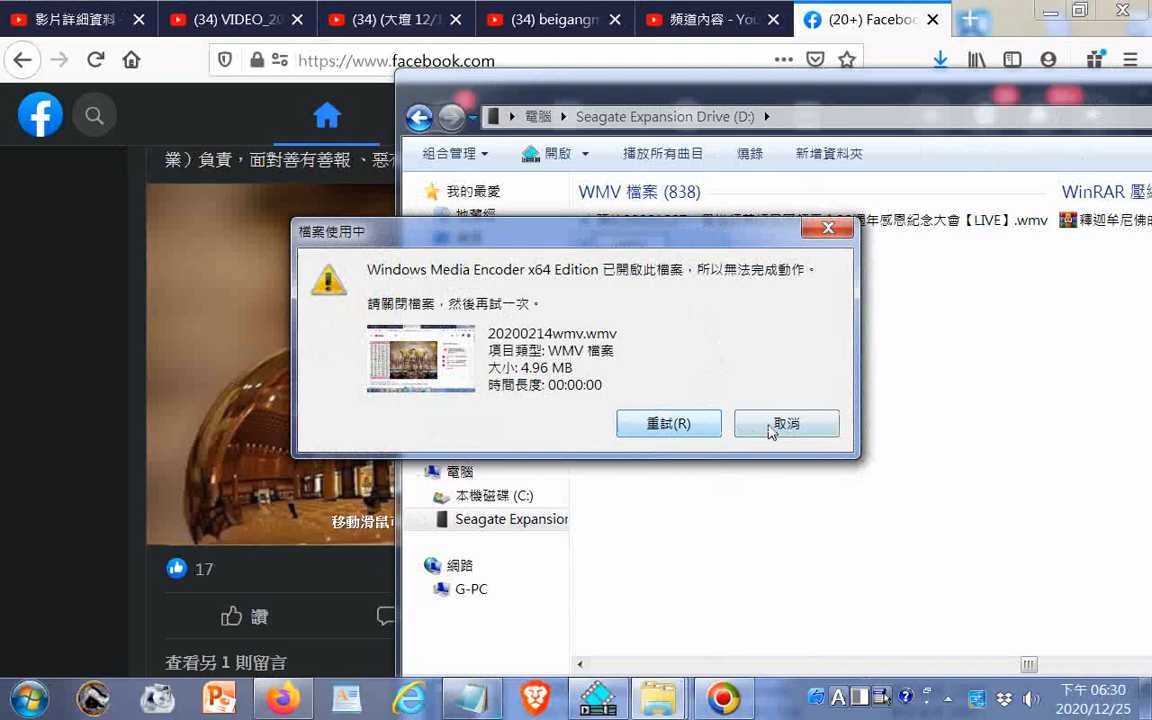 影片詳細資料
(34) VIDEO_20
(34) (大壇 12/1
(34) beigangm
頻道內容 - You
(20+) Facebook
https://www.facebook.com
電腦
Seagate Expansion Drive (D:)
組合管理
開啟
播放所有曲目
燒錄
新增資料夾
業）負責，面對善有善報、惡
我的最愛
WMV 檔案 (838)
WinRAR 壓
週年感恩紀念大會【LIVE】.wmv
釋迦牟尼佛的
檔案使用中
Windows Media Encoder x64 Edition 已開啟此檔案，所以無法完成動作。
請關閉檔案，然後再試一次。
20200214wmv.wmv
項目類型: WMV 檔案
大小: 4.96 MB
時間長度: 00:00:00
重試(R)
取消
電腦
本機磁碟 (C:)
Seagate Expansion
網路
G-PC
移動滑鼠
17
讚
查看另 1 則留言
下午 06:30
2020/12/25